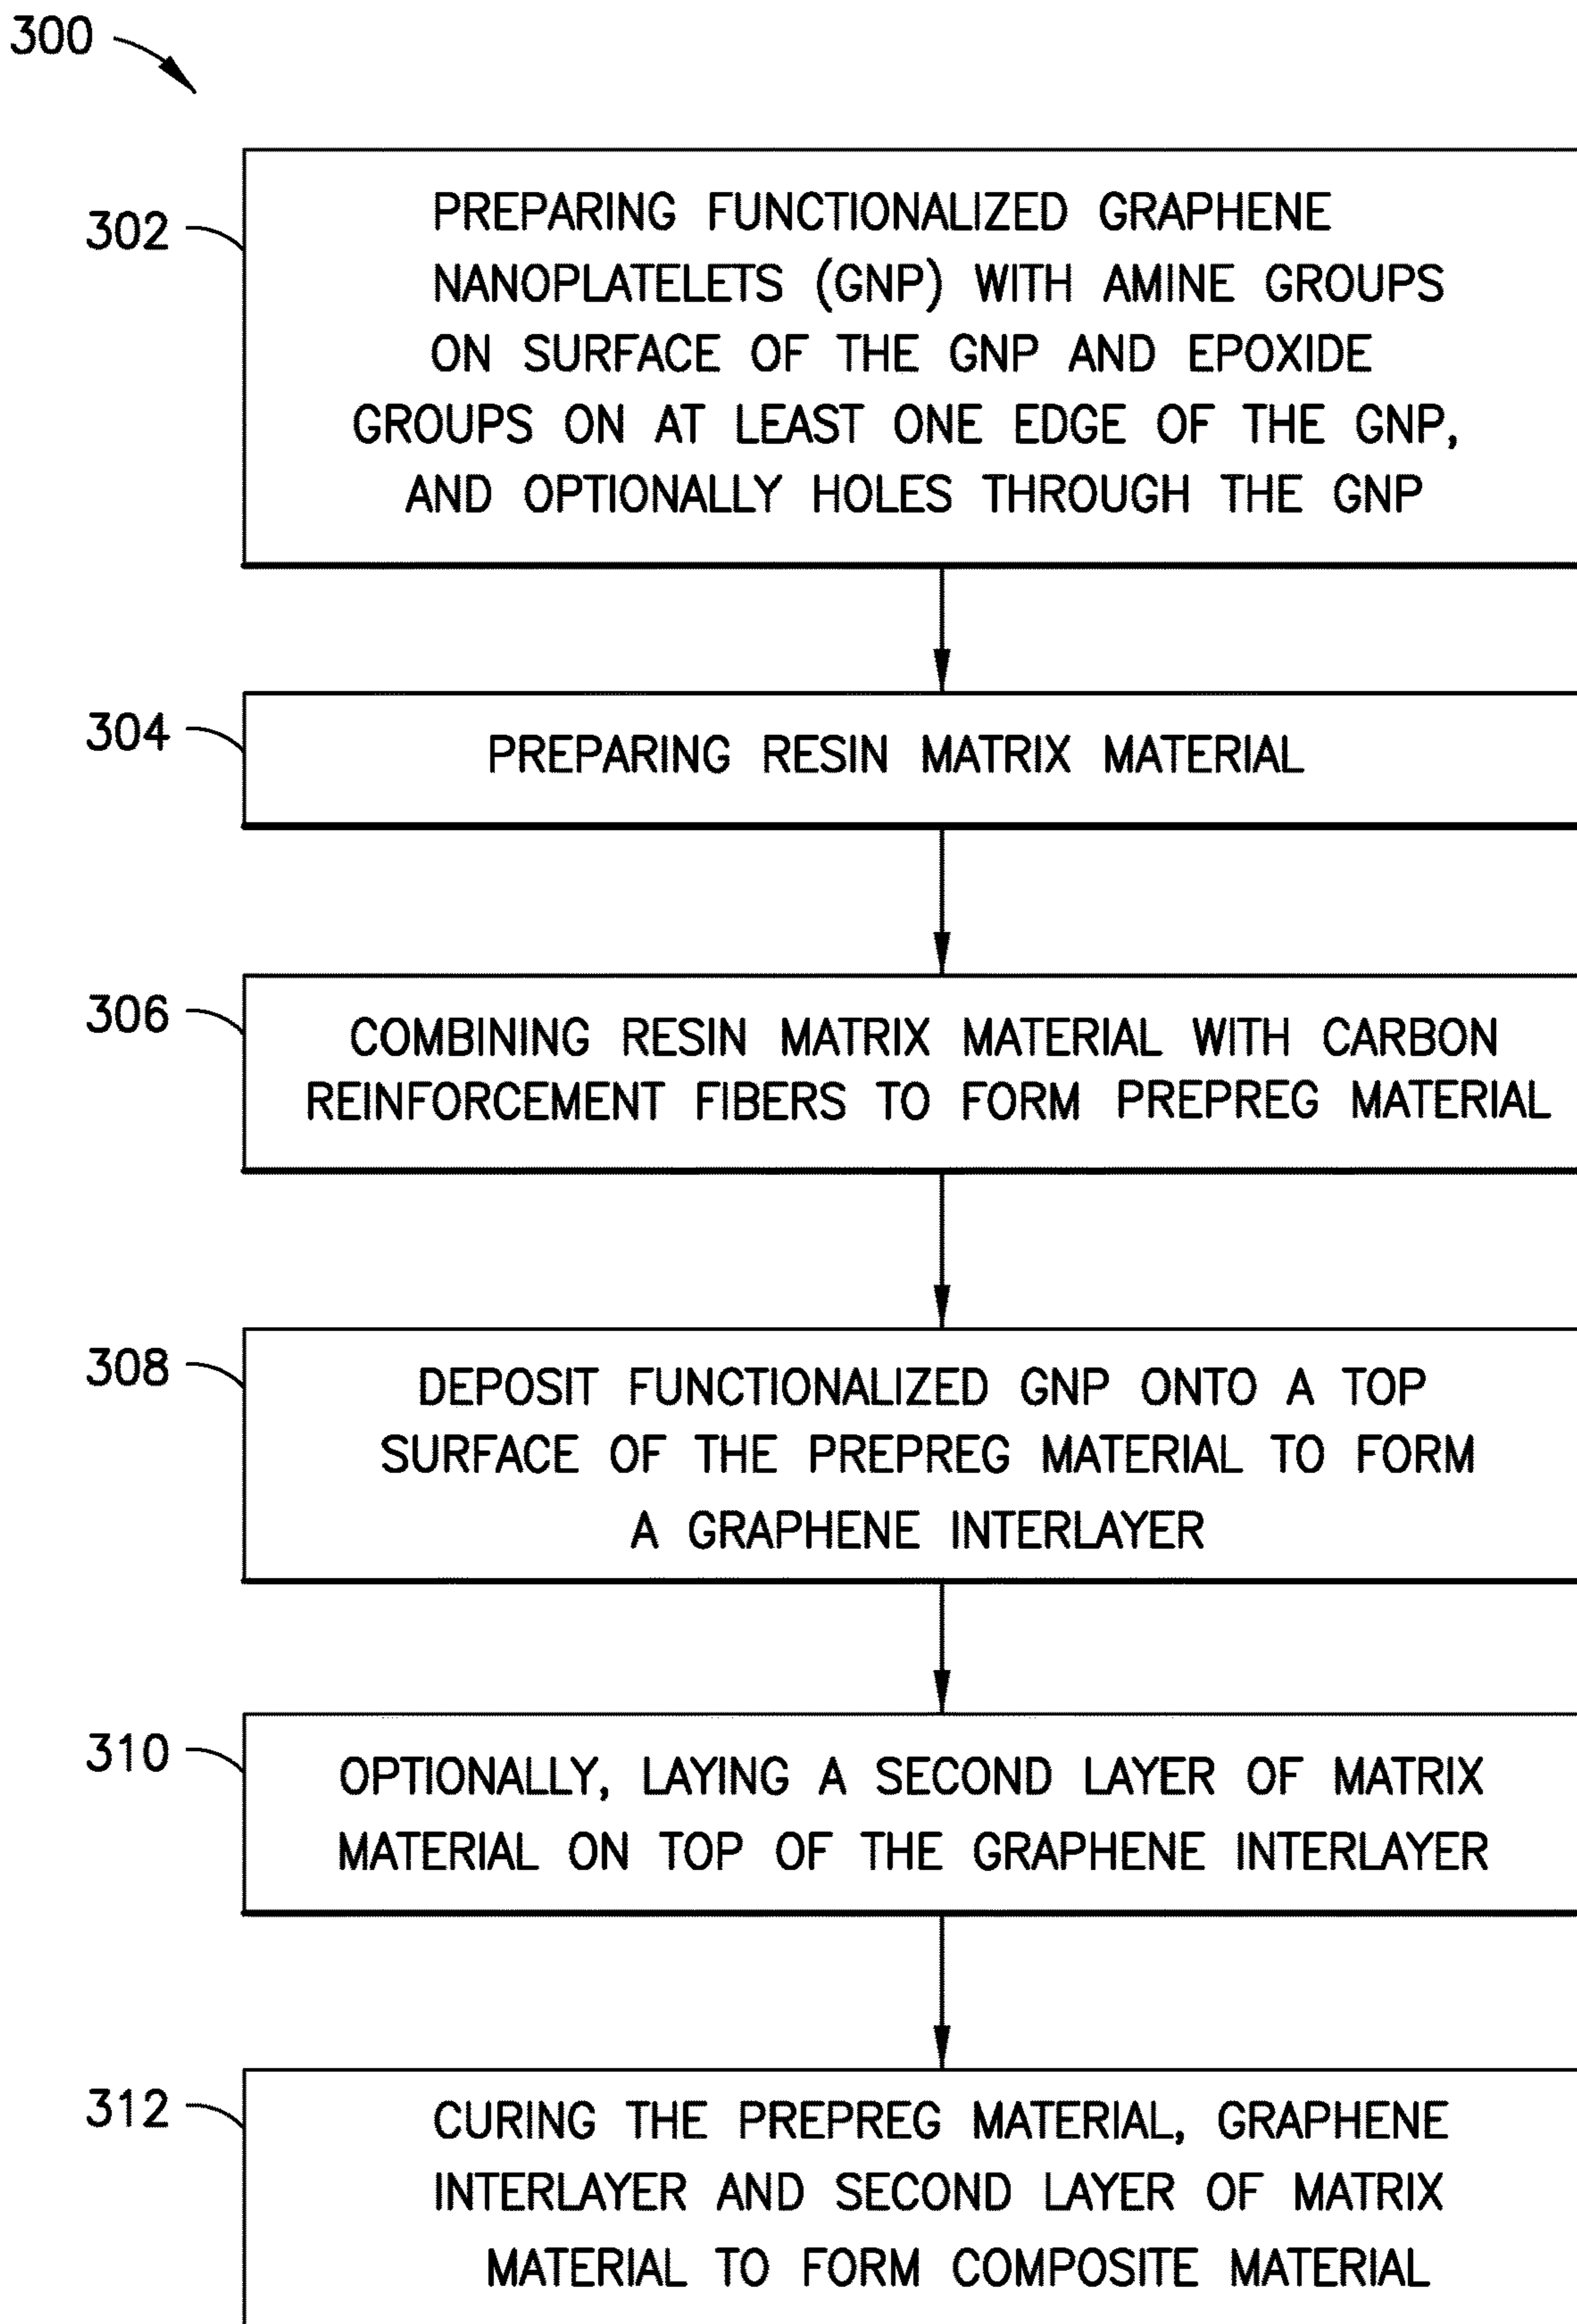 300
302
PREPARING FUNCTIONALIZED GRAPHENE
NANOPLATELETS (GNP) WITH AMINE GROUPS
ON SURFACE OF THE GNP AND EPOXIDE
GROUPS ON AT LEAST ONE EDGE OF THE GNP,
AND OPTIONALLY HOLES THROUGH THE GNP
304
PREPARING RESIN MATRIX MATERIAL
306
COMBINING RESIN MATRIX MATERIAL WITH CARBON
REINFORCEMENT FIBERS TO FORM PREPREG MATERIAL
308
DEPOSIT FUNCTIONALIZED GNP ONTO A TOP
SURFACE OF THE PREPREG MATERIAL TO FORM
A GRAPHENE INTERLAYER
310
OPTIONALLY, LAYING A SECOND LAYER OF MATRIX
MATERIAL ON TOP OF THE GRAPHENE INTERLAYER
312
CURING THE PREPREG MATERIAL, GRAPHENE
INTERLAYER AND SECOND LAYER OF MATRIX
MATERIAL TO FORM COMPOSITE MATERIAL